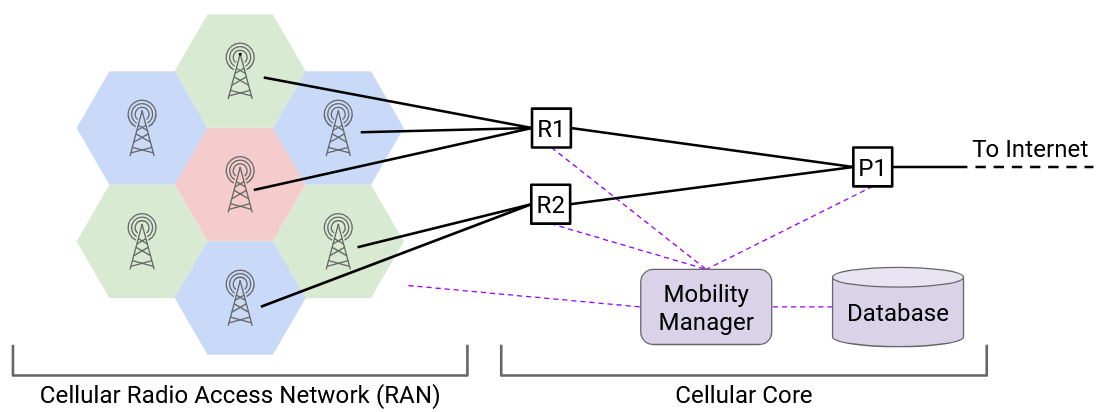 R1
To Internet
P1
R2
Mobility
Manager
Database
Cellular Radio Access Network (RAN)
Cellular Core